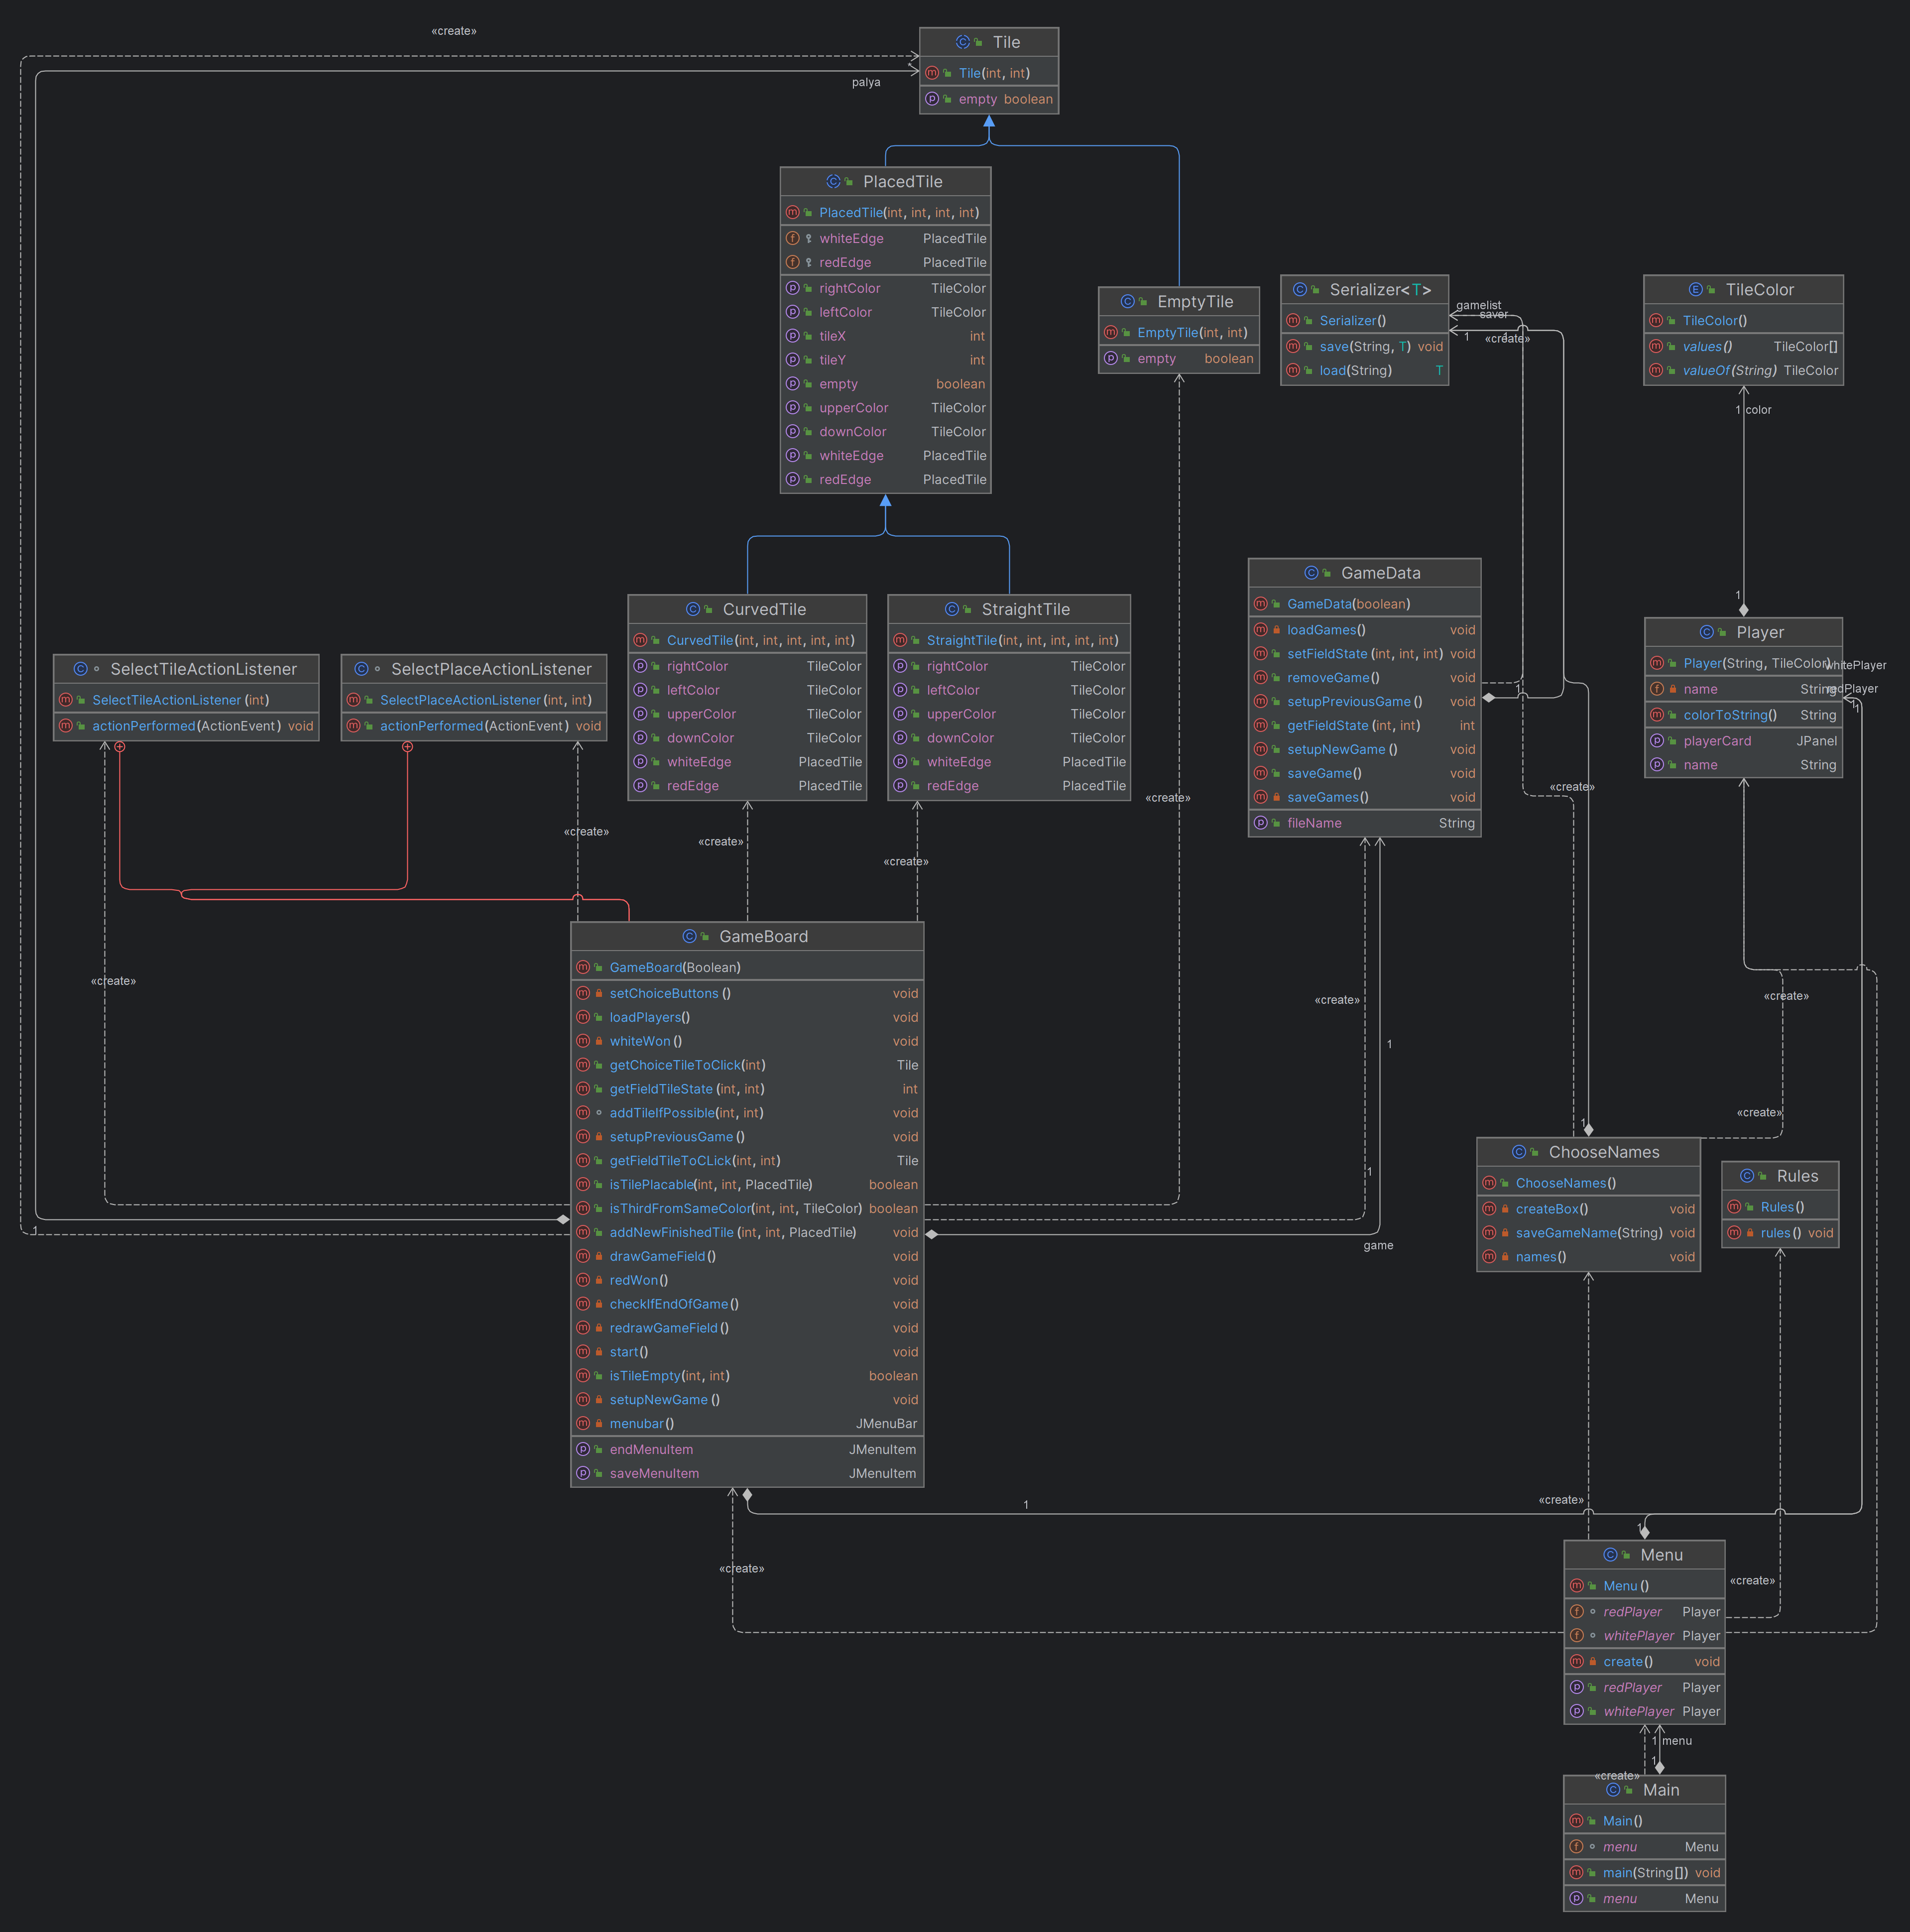 «create»
palya
*
Tile
Tile(int, int)
empty boolean
PlacedTile
PlacedTile(int, int, int, int)
whiteEdge PlacedTile
redEdge PlacedTile
rightColor TileColor
leftColor TileColor
tileX int
tileY int
empty boolean
upperColor TileColor
downColor TileColor
whiteEdge PlacedTile
redEdge PlacedTile
EmptyTile
EmptyTile(int, int)
empty boolean
Serializer<T>
Serializer()
save(String, T) void
load(String) T
gamelist
saver
1
1
«create»
TileColor
TileColor()
values() TileColor[]
valueOf(String) TileColor
1 color
1
GameData
GameData(boolean)
loadGames() void
setFieldState(int, int, int) void
removeGame() void
setupPreviousGame() void
getFieldState(int, int) int
setupNewGame() void
saveGame() void
saveGames() void
fileName String
1
CurvedTile
CurvedTile(int, int, int, int, int)
rightColor TileColor
leftColor TileColor
upperColor TileColor
downColor TileColor
whiteEdge PlacedTile
redEdge PlacedTile
StraightTile
StraightTile(int, int, int, int, int)
rightColor TileColor
leftColor TileColor
upperColor TileColor
downColor TileColor
whiteEdge PlacedTile
redEdge PlacedTile
SelectTileActionListener
SelectTileActionListener(int)
actionPerformed(ActionEvent) void
SelectPlaceActionListener
SelectPlaceActionListener(int, int)
actionPerformed(ActionEvent) void
Player
Player(String, TileColor)
name String
colorToString() String
playerCard JPanel
name String
whitePlayer
redPlayer
1
«create»
«create»
«create»
«create»
«create»
«create»
«create»
«create»
1
1
game
1
GameBoard
GameBoard(Boolean)
setChoiceButtons() void
loadPlayers() void
whiteWon() void
getChoiceTileToClick(int) Tile
getFieldTileState(int, int) int
addTileIfPossible(int, int) void
setupPreviousGame() void
getFieldTileToCLick(int, int) Tile
isTilePlacable(int, int, PlacedTile) boolean
isThirdFromSameColor(int, int, TileColor) boolean
addNewFinishedTile(int, int, PlacedTile) void
drawGameField() void
redWon() void
checkIfEndOfGame() void
redrawGameField() void
start() void
isTileEmpty(int, int) boolean
setupNewGame() void
menubar() JMenuBar
endMenuItem JMenuItem
saveMenuItem JMenuItem
«create»
1
ChooseNames
ChooseNames()
createBox() void
saveGameName(String) void
names() void
Rules
Rules()
rules() void
1
«create»
«create»
«create»
1
Menu
Menu()
redPlayer Player
whitePlayer Player
create() void
redPlayer Player
whitePlayer Player
1 menu
1
«create»
Main
Main()
menu Menu
main(String[]) void
menu Menu